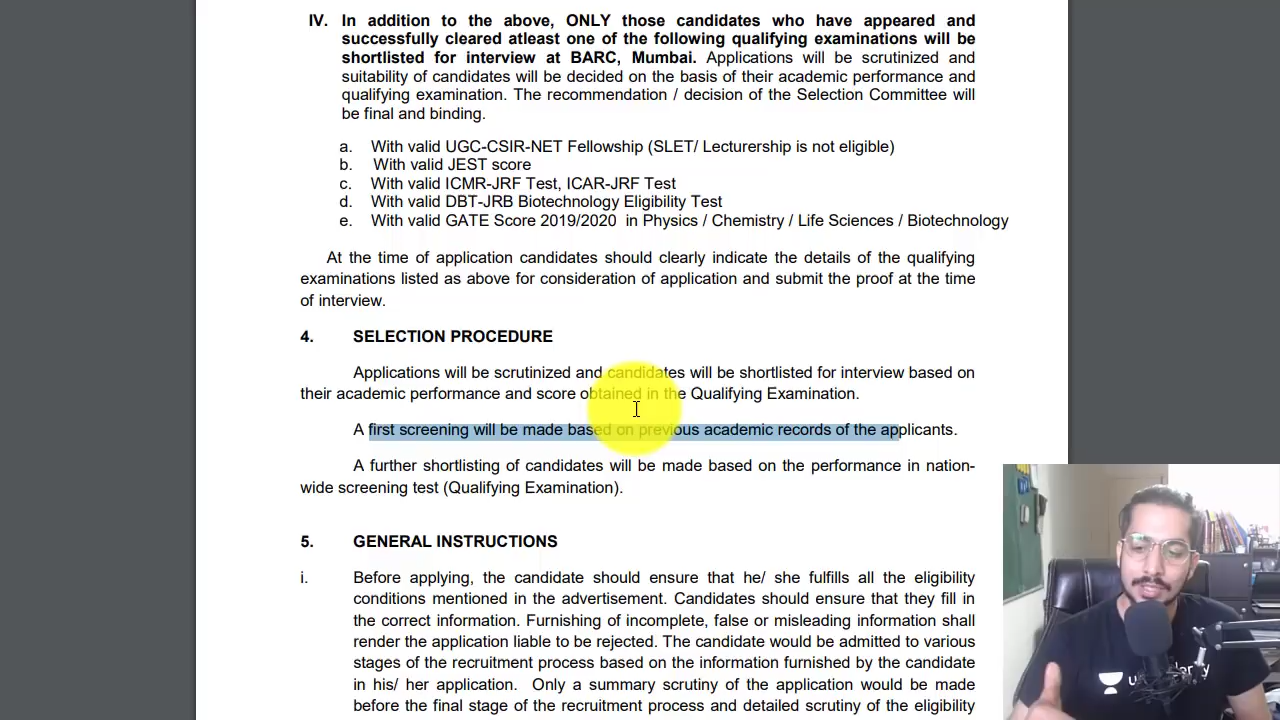 IV. In addition to the above, ONLY those candidates who have appeared and
successfully cleared atleast one of the following qualifying examinations will be
shortlisted for interview at BARC, Mumbai. Applications will be scrutinized and
suitability of candidates will be decided on the basis of their academic performance and
qualifying examination. The recommendation / decision of the Selection Committee will
be final and binding.
a. With valid UGC-CSIR-NET Fellowship (SLET/ Lecturership is not eligible)
b. With valid JEST score
c. With valid ICMR-JRF Test, ICAR-JRF Test
d. With valid DBT-JRB Biotechnology Eligibility Test
e. With valid GATE Score 2019/2020 in Physics / Chemistry / Life Sciences / Biotechnology
At the time of application candidates should clearly indicate the details of the qualifying
examinations listed as above for consideration of application and submit the proof at the time
of interview.
4. SELECTION PROCEDURE
Applications will be scrutinized and candidates will be shortlisted for interview based on
their academic performance and score obtained in the Qualifying Examination.
A first screening will be made based on previous academic records of the applicants.
A further shortlisting of candidates will be made based on the performance in nation-
wide screening test (Qualifying Examination).
5. GENERAL INSTRUCTIONS
i. Before applying, the candidate should ensure that he/ she fulfills all the eligibility
conditions mentioned in the advertisement. Candidates should ensure that they fill in
the correct information. Furnishing of incomplete, false or misleading information shall
render the application liable to be rejected. The candidate would be admitted to various
stages of the recruitment process based on the information furnished by the candidate
in his/ her application. Only a summary scrutiny of the application would be made
before the final stage of the recruitment process and detailed scrutiny of the eligibility